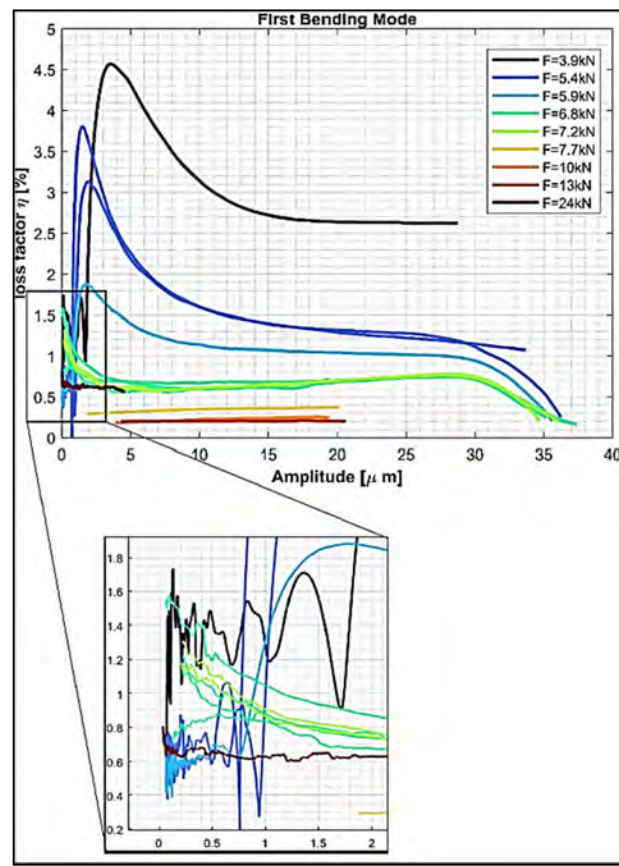 First Bending Mode
5
4.5
4
3.5
3
2.5
2
1.5
1
0.5
0
loss factor η [%]
F=3.9kN
F=5.4kN
F=5.9kN
F=6.8kN
F=7.2kN
F=7.7kN
F=10kN
F=13kN
F=24kN
0 5 10 15 20 25 30 35 40
Amplitude [μ m]
1.8
1.6
1.4
1.2
1
0.8
0.6
0.4
0.2
0 0.5 1 1.5 2